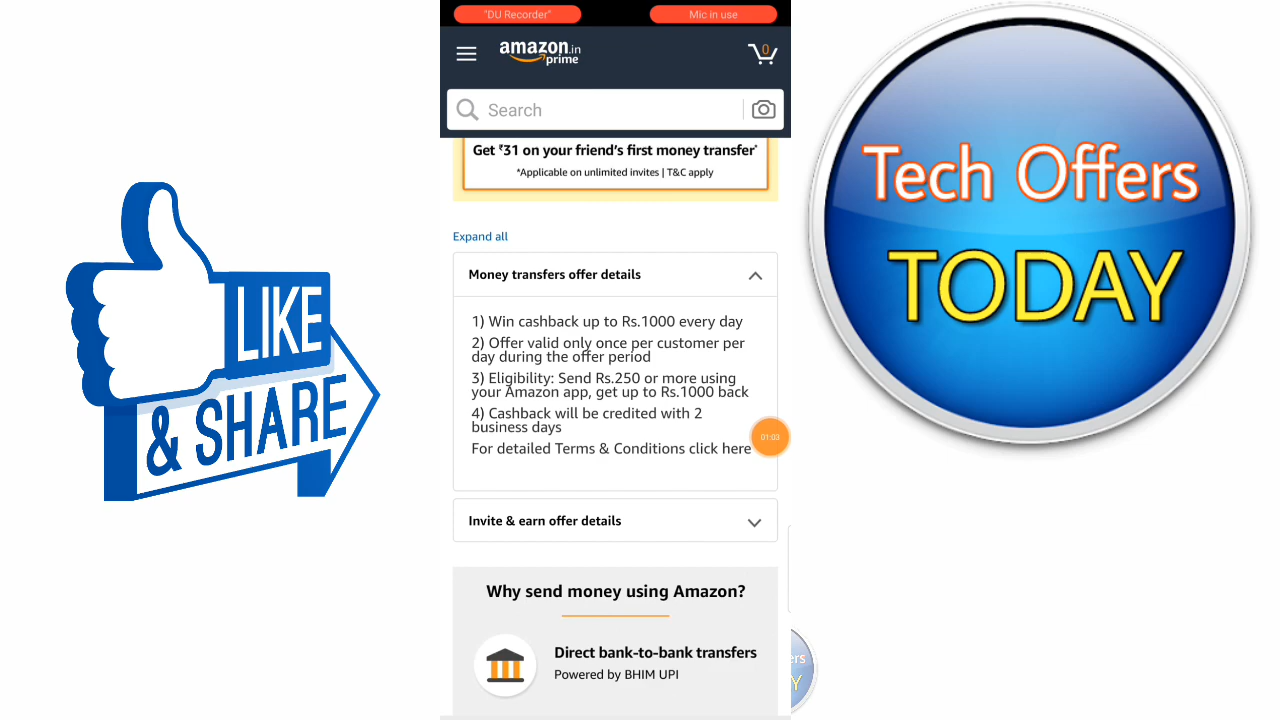 "DU Recorder"
Mic in use
amazon.in
prime
0
Search
Get ₹31 on your friend's first money transfer*
*Applicable on unlimited invites | T&C apply
Expand all
Money transfers offer details
1) Win cashback up to Rs.1000 every day
2) Offer valid only once per customer per
day during the offer period
3) Eligibility: Send Rs.250 or more using
your Amazon app, get up to Rs.1000 back
4) Cashback will be credited with 2
business days
For detailed Terms & Conditions click here
01:03
Invite & earn offer details
Why send money using Amazon?
Direct bank-to-bank transfers
Powered by BHIM UPI
LIKE
& SHARE
Tech Offers
TODAY
ers
Y